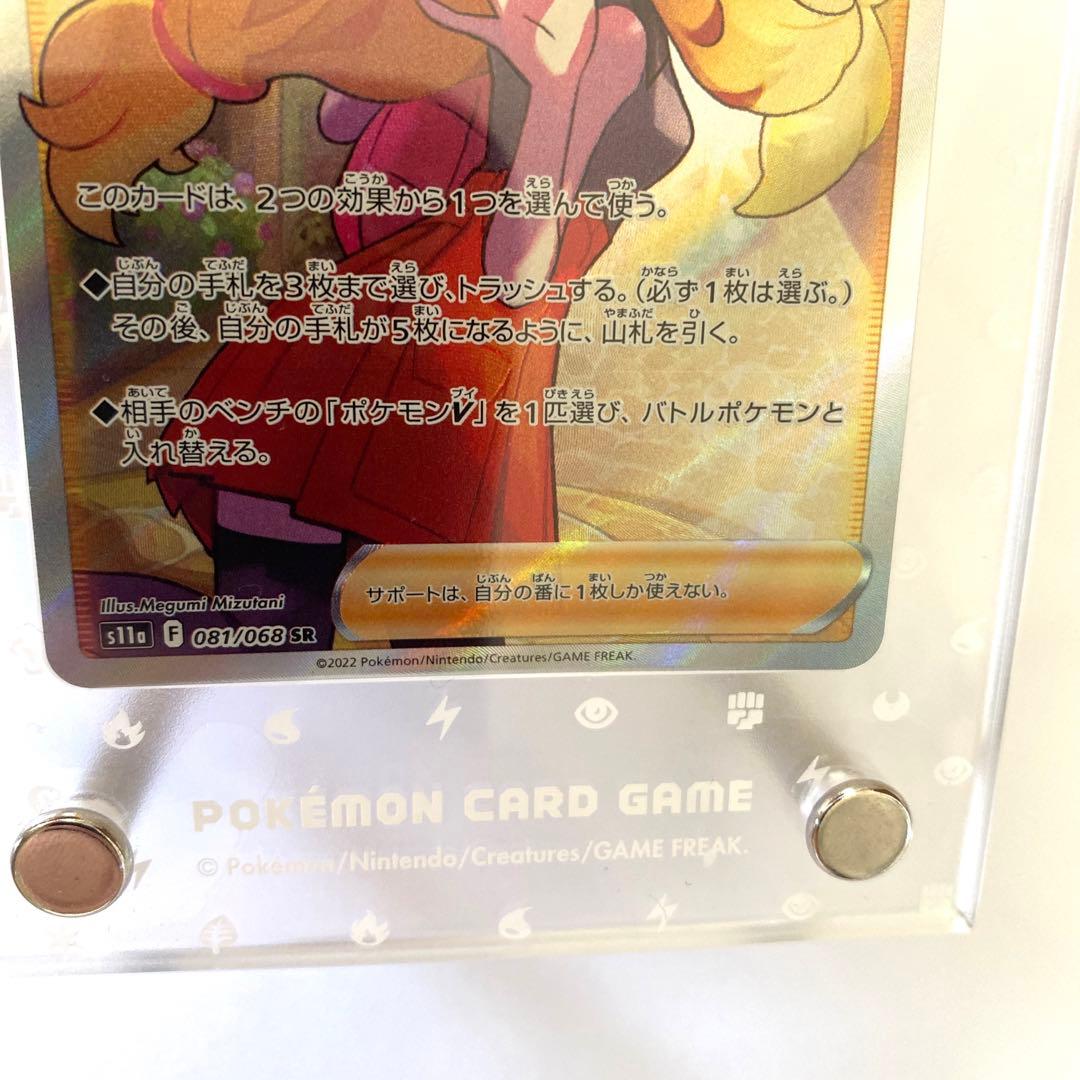 このカードは、2つの効果から1つを選んで使う。
◆自分の手札を3枚まで選び、トラッシュする。(必ず1枚は選ぶ。)
その後、自分の手札が5枚になるように、山札を引く。
◆相手のベンチの「ポケモンV」を1匹選び、バトルポケモンと
入れ替える。
サポートは、自分の番に1枚しか使えない。
Illus.Megumi Mizutani
s11a F 081/068 SR
©2022 Pokémon/Nintendo/Creatures/GAME FREAK.
POKÉMON CARD GAME
© Pokémon/Nintendo/Creatures/GAME FREAK.